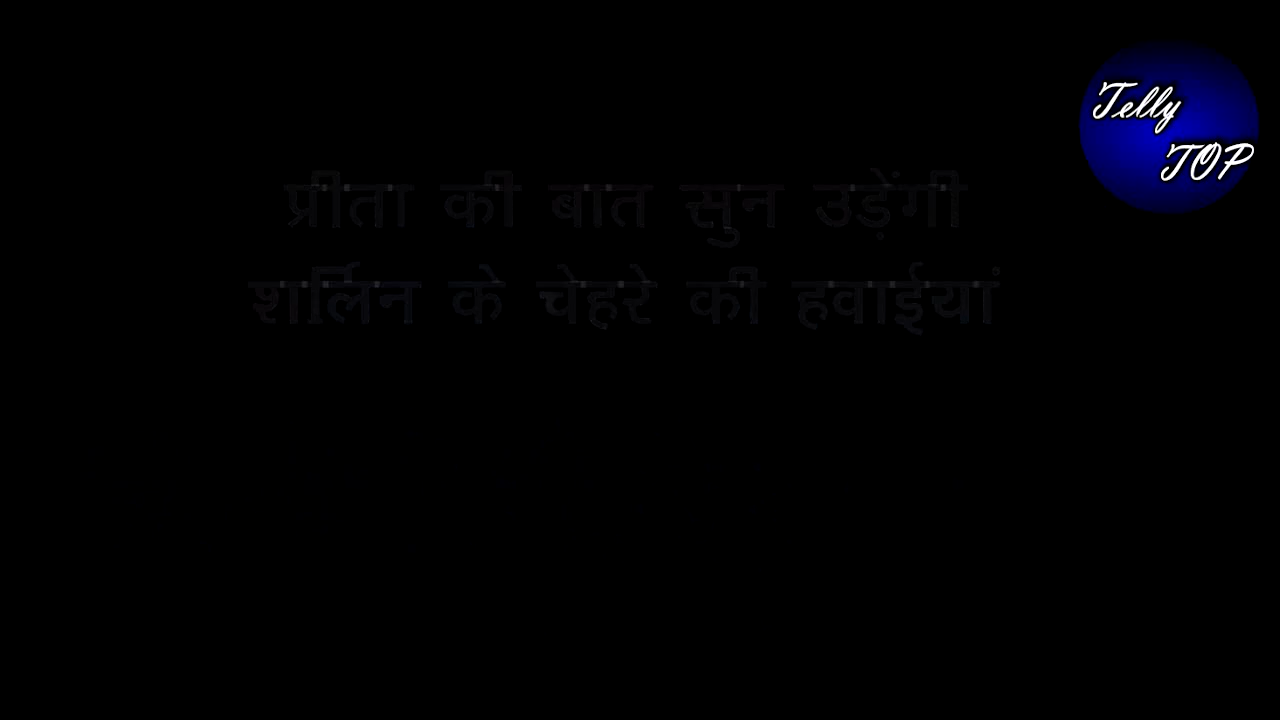 Telly
TOP
प्रीता की बात सुन उड़ेंगी
शर्लिन के चेहरे की हवाईयां